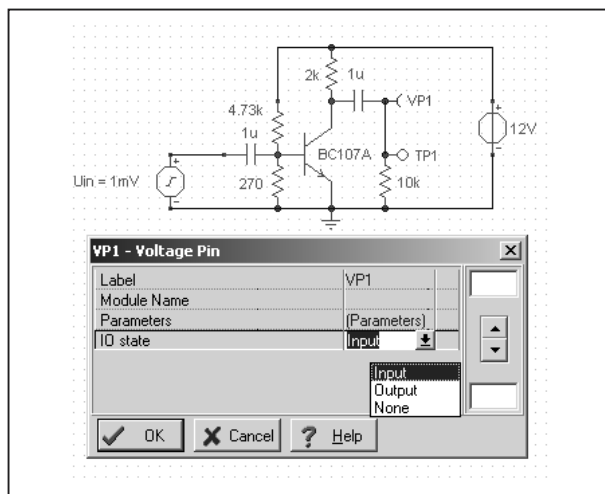 2k
1u
VP1
4.73k
+
12V
-
1u
BC107A
TP1
+
Uin = 1mV
-
270
10k
VP1 - Voltage Pin
Label VP1
Module Name
Parameters (Parameters)
IO state Input
Input
Output
None
OK Cancel ? Help